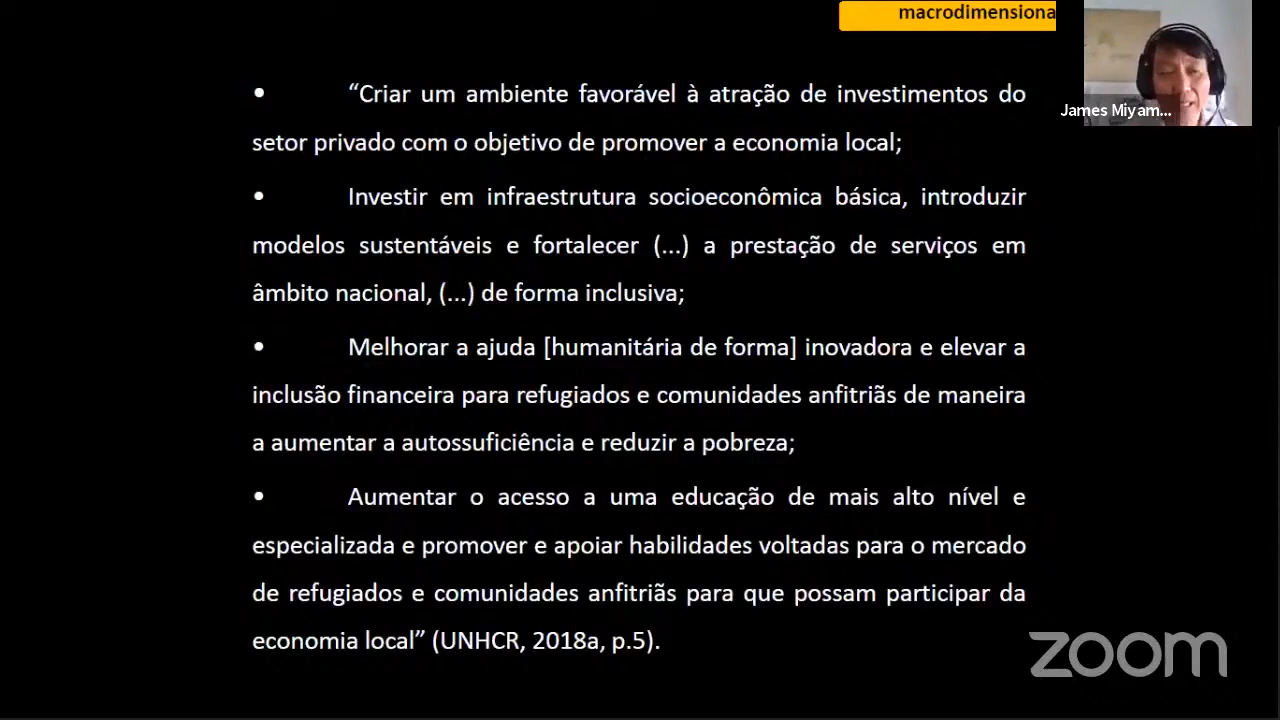 macrodimensiona
James Miyam...
• “Criar um ambiente favorável à atração de investimentos do
setor privado com o objetivo de promover a economia local;
• Investir em infraestrutura socioeconômica básica, introduzir
modelos sustentáveis e fortalecer (...) a prestação de serviços em
âmbito nacional, (...) de forma inclusiva;
• Melhorar a ajuda [humanitária de forma] inovadora e elevar a
inclusão financeira para refugiados e comunidades anfitriãs de maneira
a aumentar a autossuficiência e reduzir a pobreza;
• Aumentar o acesso a uma educação de mais alto nível e
especializada e promover e apoiar habilidades voltadas para o mercado
de refugiados e comunidades anfitriãs para que possam participar da
economia local” (UNHCR, 2018a, p.5).
zoom